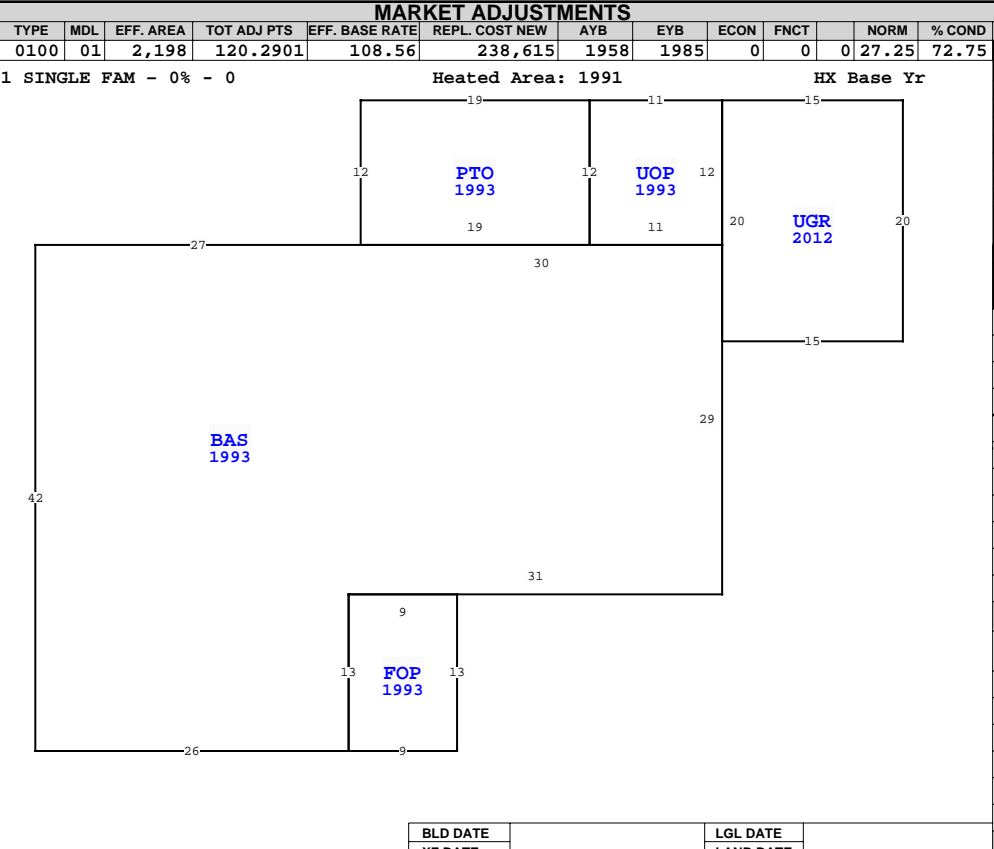 MARKET ADJUSTMENTS
TYPE MDL EFF. AREA TOT ADJ PTS EFF. BASE RATE REPL. COST NEW AYB EYB ECON FNCT NORM % COND
0100 01 2,198 120.2901 108.56 238,615 1958 1985 0 0 0 27.25 72.75
1 SINGLE FAM - 0% - 0 Heated Area: 1991 HX Base Yr
19 11 15
12 PTO 12 UOP 12
1993 1993
20 UGR 20
2012
19 11
27
30
15
29
BAS
1993
42
31
9
13 FOP 13
1993
26 9
BLD DATE LGL DATE